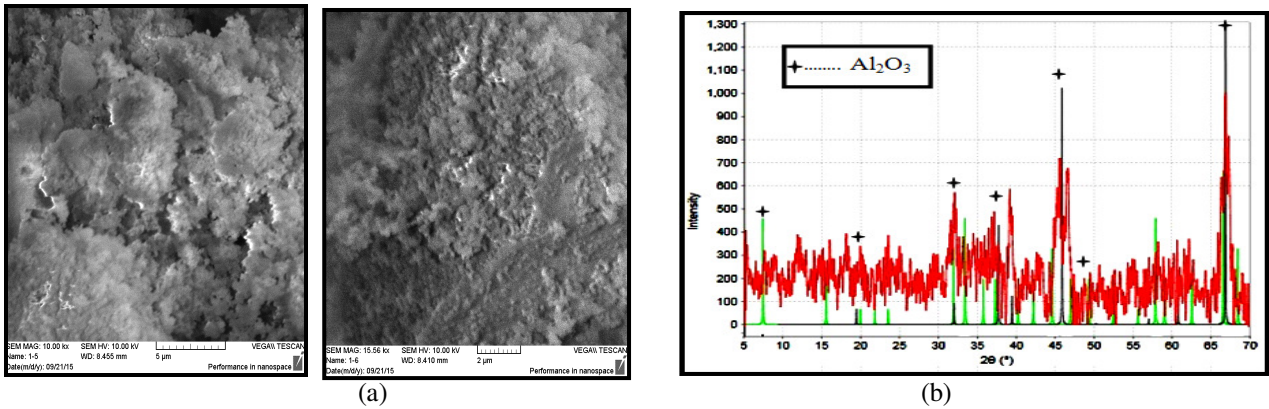 SEM MAG: 10.00 kx SEM HV: 10.00 KV VEGA\\ TESCAN
Name: 1-5 WD: 8.455 mm 5 µm
Date(m/d/y): 09/21/15 Performance in nanospace
SEM MAG: 15.56 kx SEM HV: 10.00 KV VEGA\\ TESCAN
Name: 1-6 WD: 8.410 mm 2 µm
Date(m/d/y): 09/21/15 Performance in nanospace
(a)
1,300
1,200
1,100
1,000
900
800
700
600
500
400
300
200
100
0
Intensity
........ Al₂O₃
5 10 15 20 25 30 35 40 45 50 55 60 65 70
2θ (°)
(b)